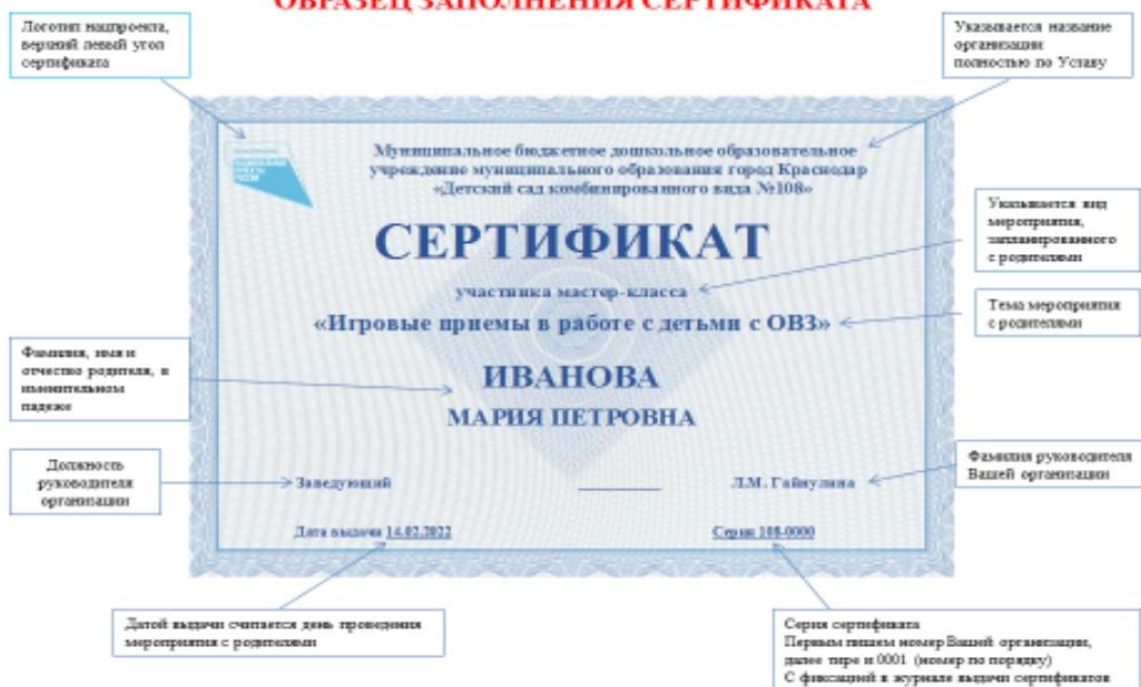 ОБРАЗЕЦ ЗАПОЛНЕНИЯ СЕРТИФИКАТА
Логотип нацпроекта,
верхний левый угол
сертификата
Указывается название
организации
полностью по Уставу
Муниципальное бюджетное дошкольное образовательное
учреждение муниципального образования город Краснодар
«Детский сад комбинированного вида №108»
СЕРТИФИКАТ
Указывается вид
мероприятия,
запланированного
с родителями
участника мастер-класса
«Игровые приемы в работе с детьми с ОВЗ»
Тема мероприятия
с родителями
Фамилия, имя и
отчество родителя, в
именительном
падеже
ИВАНОВА
МАРИЯ ПЕТРОВНА
Должность
руководителя
организации
Заведующий
Л.М. Гайнулина
Фамилия руководителя
Вашей организации
Дата выдачи 14.02.2022
Серия 108-0000
Датой выдачи считается день проведения
мероприятия с родителями
Серия сертификата
Первым пишем номер Вашей организации,
далее тире и 0001 (номер по порядку)
С фиксацией в журнале выдачи сертификатов